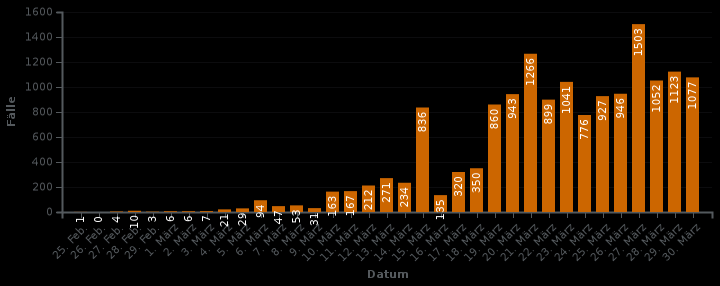 1600
1400
1200
1000
800
600
400
200
0
Fälle
1
0
4
10
3
6
6
7
21
29
94
47
53
31
163
167
212
271
234
836
135
320
350
860
943
1266
899
1041
776
927
946
1503
1052
1123
1077
25. Feb.
26. Feb.
27. Feb.
28. Feb.
29. Feb.
1. März
2. März
3. März
4. März
5. März
6. März
7. März
8. März
9. März
10. März
11. März
12. März
13. März
14. März
15. März
16. März
17. März
18. März
19. März
20. März
21. März
22. März
23. März
24. März
25. März
26. März
27. März
28. März
29. März
30. März
Datum